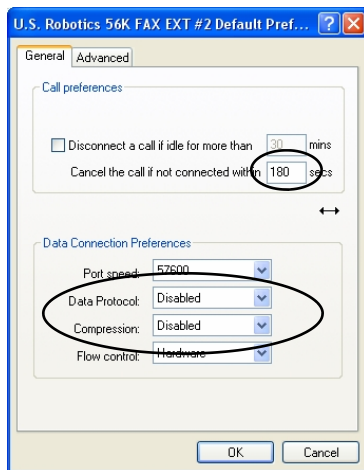 U.S. Robotics 56K FAX EXT #2 Default Pref...
General Advanced
Call preferences
Disconnect a call if idle for more than 30 mins
Cancel the call if not connected within 180 secs
Data Connection Preferences
Port speed: 57600
Data Protocol: Disabled
Compression: Disabled
Flow control: Hardware
OK Cancel